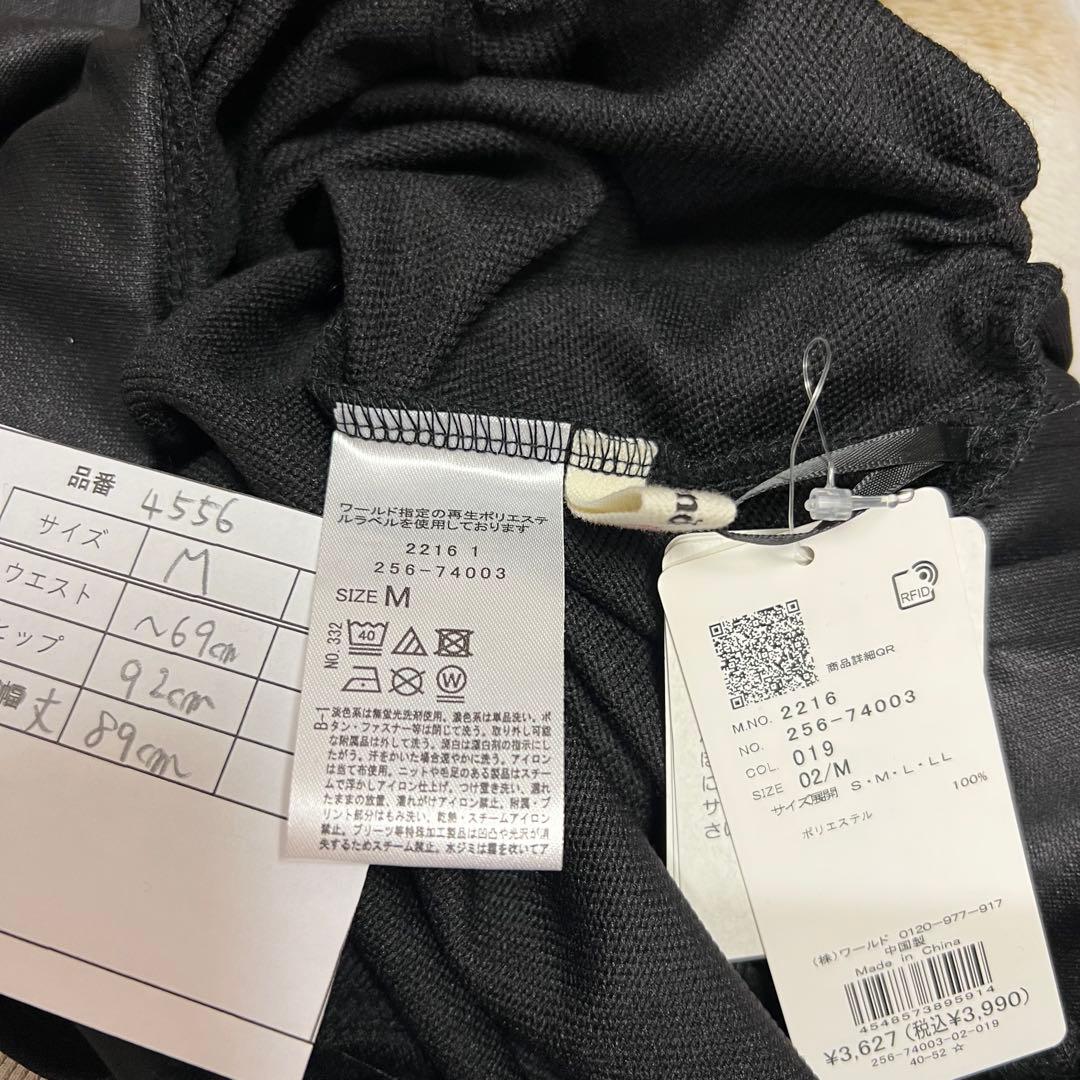 品番 4556
サイズ M
ウエスト ~69cm
ヒップ 92cm
丈 89cm
ワールド指定の再生ポリエステ
ルラベルを使用しております
2216 1
256-74003
SIZE M
NO.332
40
W
B-1
淡色系は無蛍光洗剤使用。濃色系は単品洗い。ボ
タン・ファスナー等は閉じて洗う。取り外し可能
な附属品は外して洗う。漂白は漂白剤の指示にし
たがう。汗をかいた場合速やかに洗う。アイロン
は当て布使用。ニットや毛足のある製品はスチー
ムで浮かしアイロン仕上げ。つけ置き洗い、濡れ
たままの放置、濡れがけアイロン禁止。附属・プ
リント部分はもみ洗い、乾熱・スチームアイロン
禁止。プリーツ等特殊加工製品は凹凸や光沢が消
失するためスチーム禁止。水ジミは霧を吹いてア
RFID
商品詳細QR
M.NO. 2216
NO. 256-74003
COL. 019
SIZE 02/M
サイズ展開 S・M・L・LL
ポリエステル 100%
(株)ワールド 0120-977-917
中国製
Made in China
4548573895914
¥3,627 (税込¥3,990)
256-74003-02-019
40-52 ☆
に
サ
さい